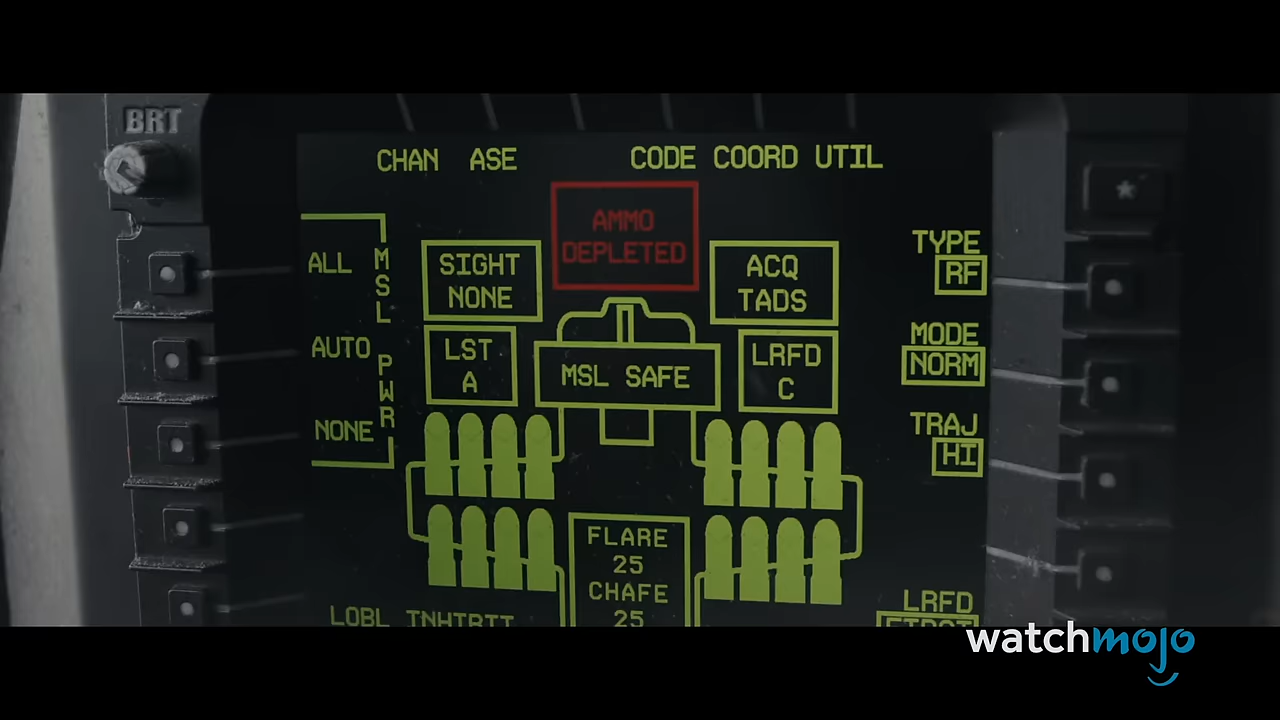 BRT
CHAN ASE CODE COORD UTIL
AMMO
DEPLETED
ALL
MSL
SIGHT
NONE
ACQ
TADS
TYPE
RF
AUTO
PWR
LST
A
MSL SAFE
LRFD
C
MODE
NORM
NONE
TRAJ
HI
FLARE
25
CHAFE
25
LOBL
LRFD
watchmojo